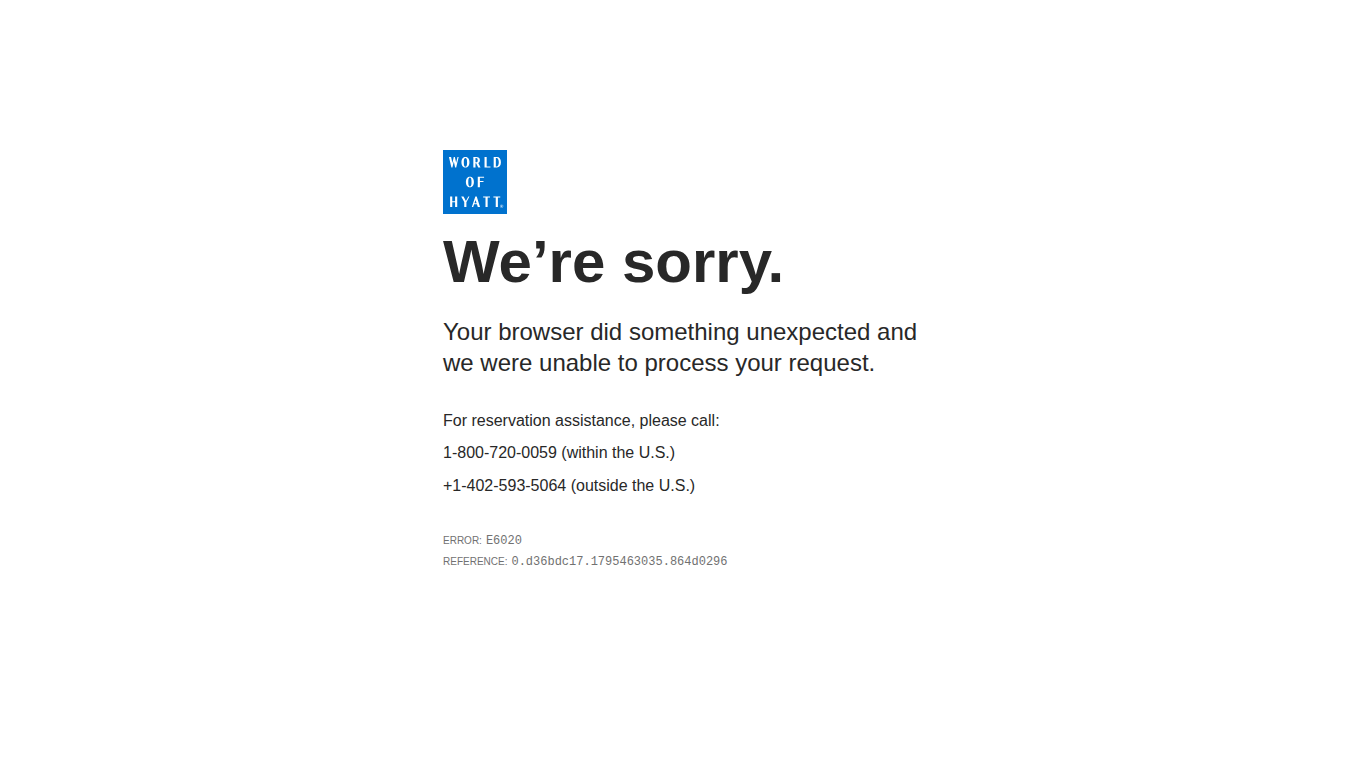 WORLD
OF
HYATT®
We’re sorry.
Your browser did something unexpected and
we were unable to process your request.
For reservation assistance, please call:
1-800-720-0059 (within the U.S.)
+1-402-593-5064 (outside the U.S.)
ERROR: E6020
REFERENCE: 0.d36bdc17.1795463035.864d0296